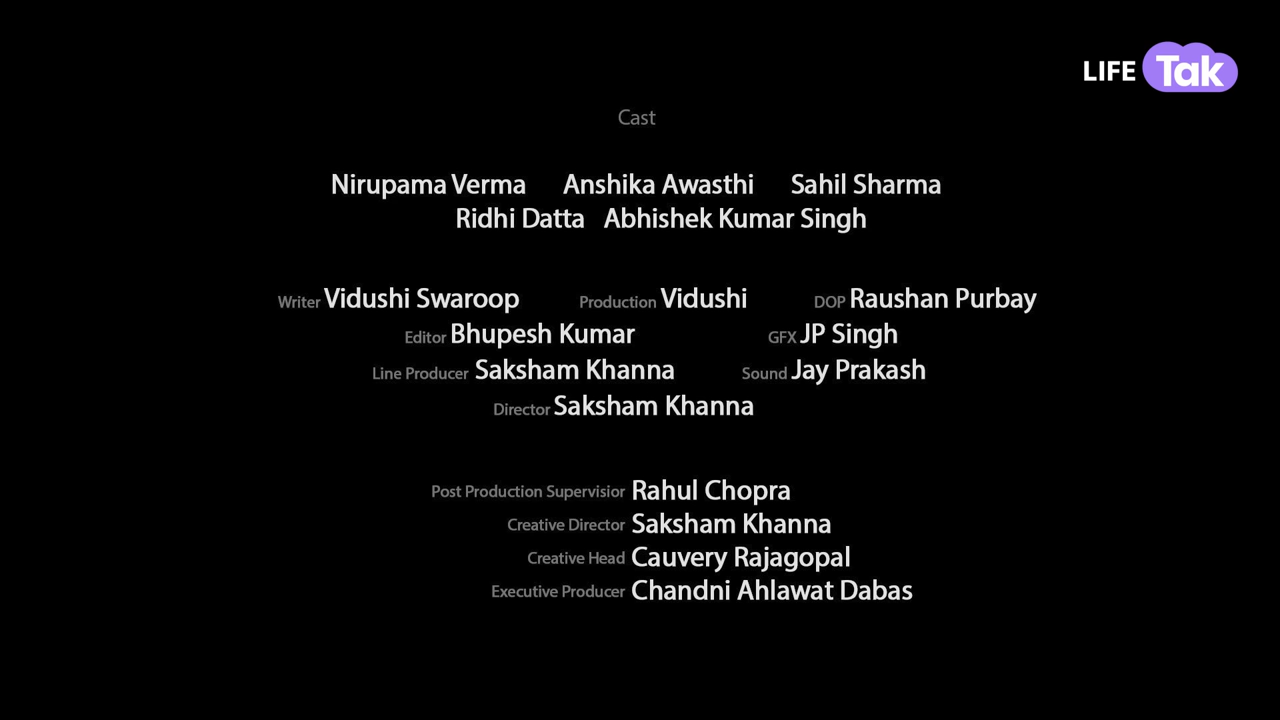 LIFE Tak
Cast
Nirupama Verma Anshika Awasthi Sahil Sharma
Ridhi Datta Abhishek Kumar Singh
Writer Vidushi Swaroop Production Vidushi DOP Raushan Purbay
Editor Bhupesh Kumar GFX JP Singh
Line Producer Saksham Khanna Sound Jay Prakash
Director Saksham Khanna
Post Production Supervisior Rahul Chopra
Creative Director Saksham Khanna
Creative Head Cauvery Rajagopal
Executive Producer Chandni Ahlawat Dabas